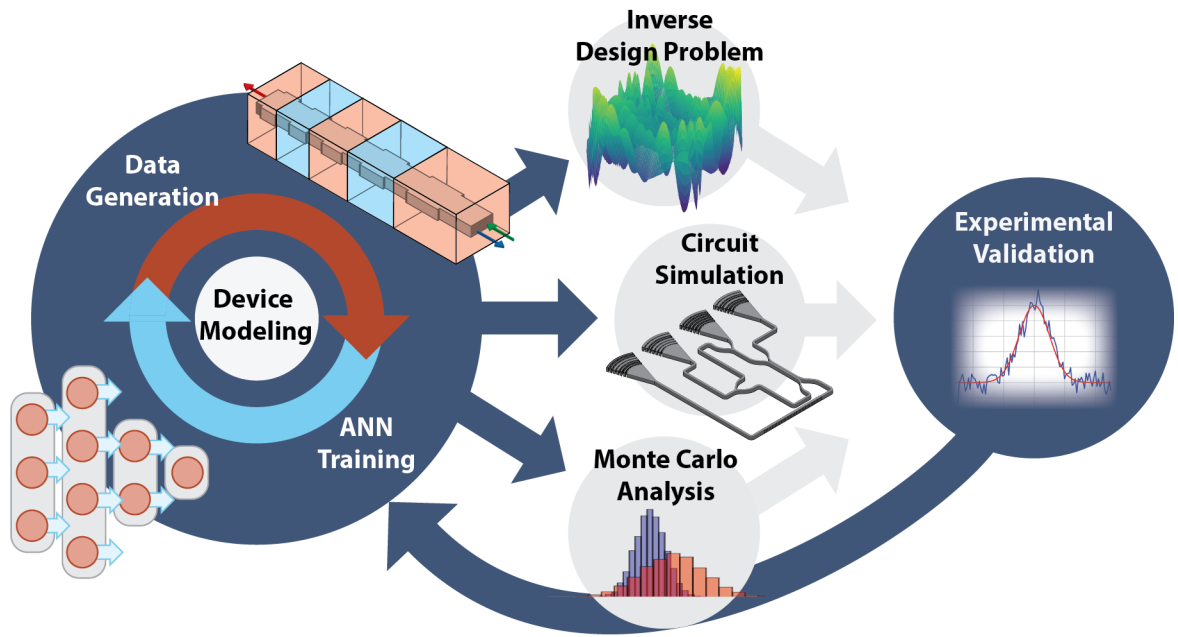 Inverse
Design Problem
Data
Generation
Device
Modeling
ANN
Training
Circuit
Simulation
Monte Carlo
Analysis
Experimental
Validation